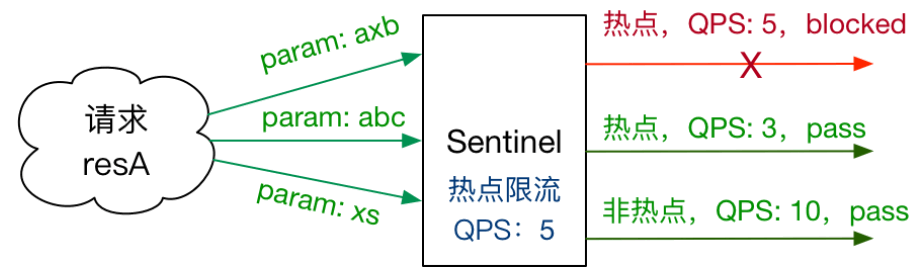 请求
resA
param: axb
param: abc
param: xs
Sentinel
热点限流
QPS：5
热点，QPS: 5，blocked
X
热点，QPS: 3，pass
非热点，QPS: 10，pass